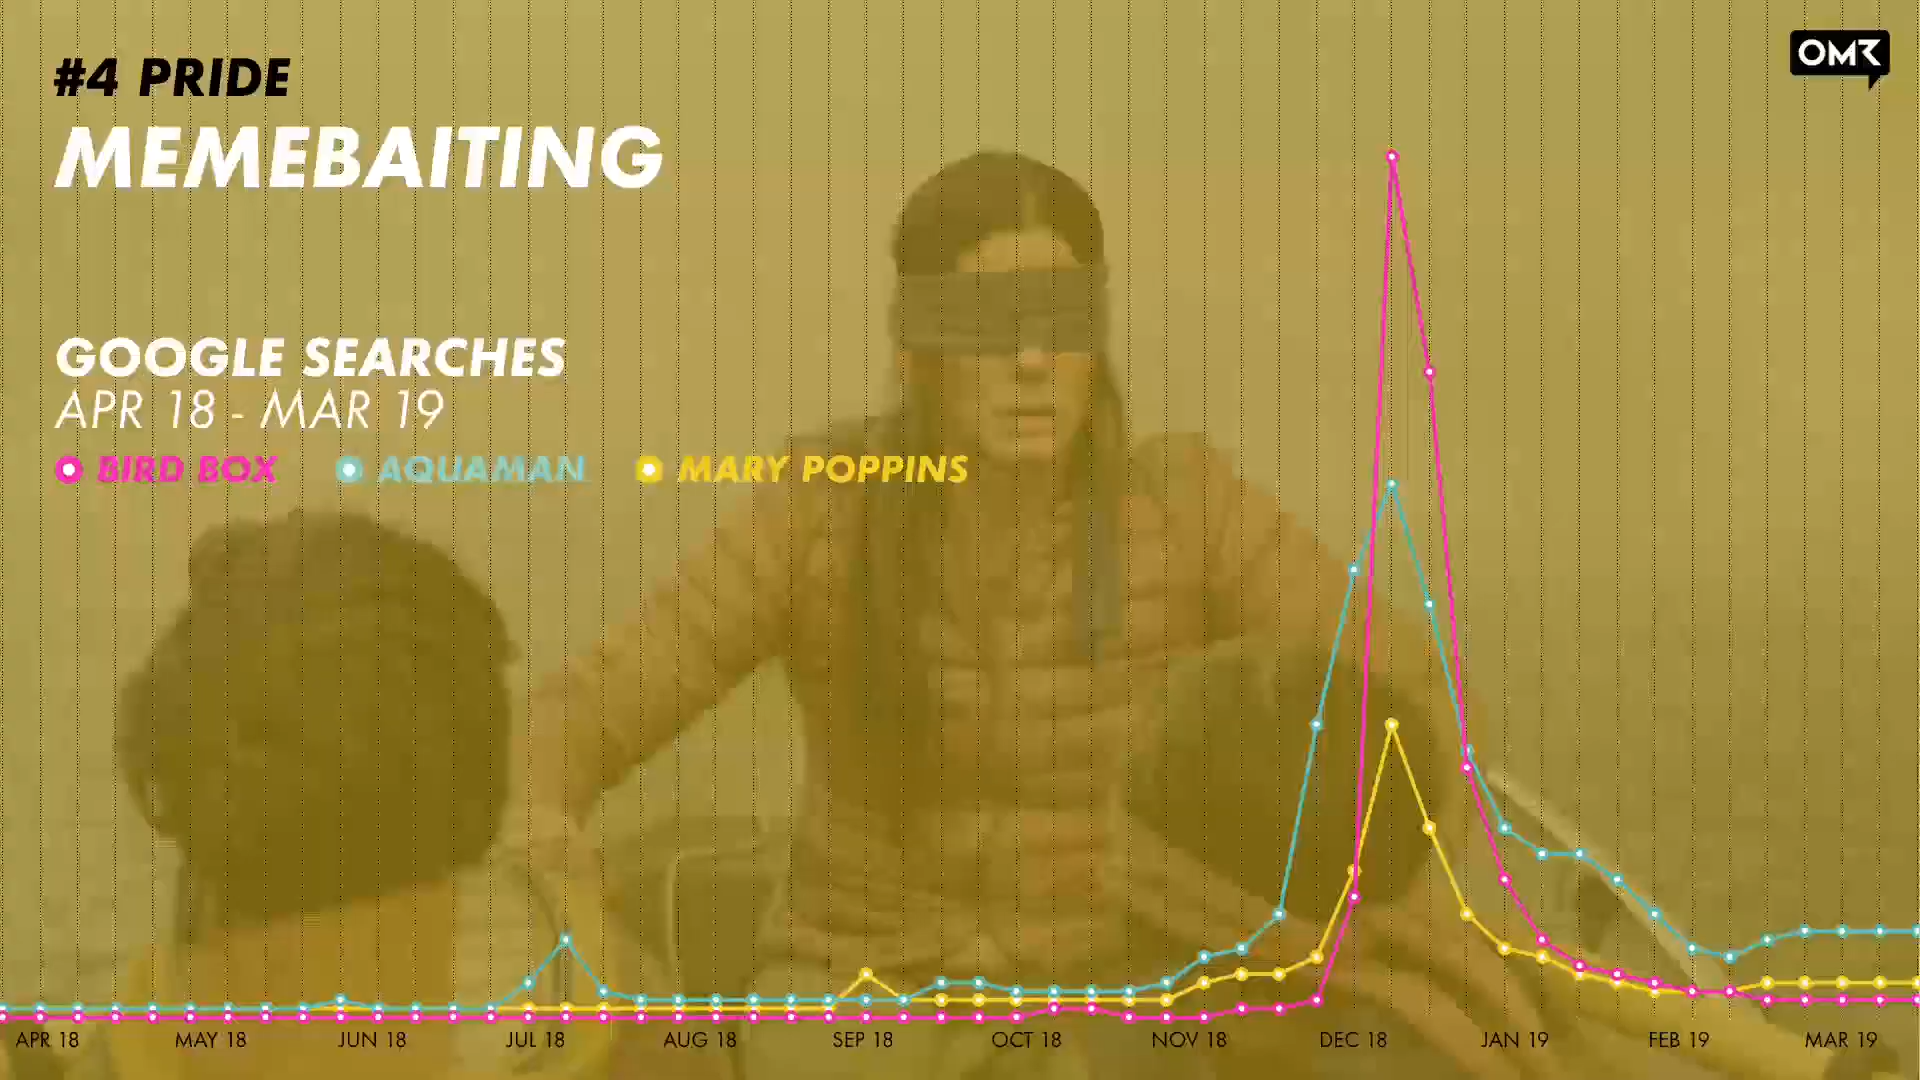 #4 PRIDE
MEMEBAITING
OMR
GOOGLE SEARCHES
APR 18 - MAR 19
BIRD BOX AQUAMAN MARY POPPINS
APR 18 MAY 18 JUN 18 JUL 18 AUG 18 SEP 18 OCT 18 NOV 18 DEC 18 JAN 19 FEB 19 MAR 19